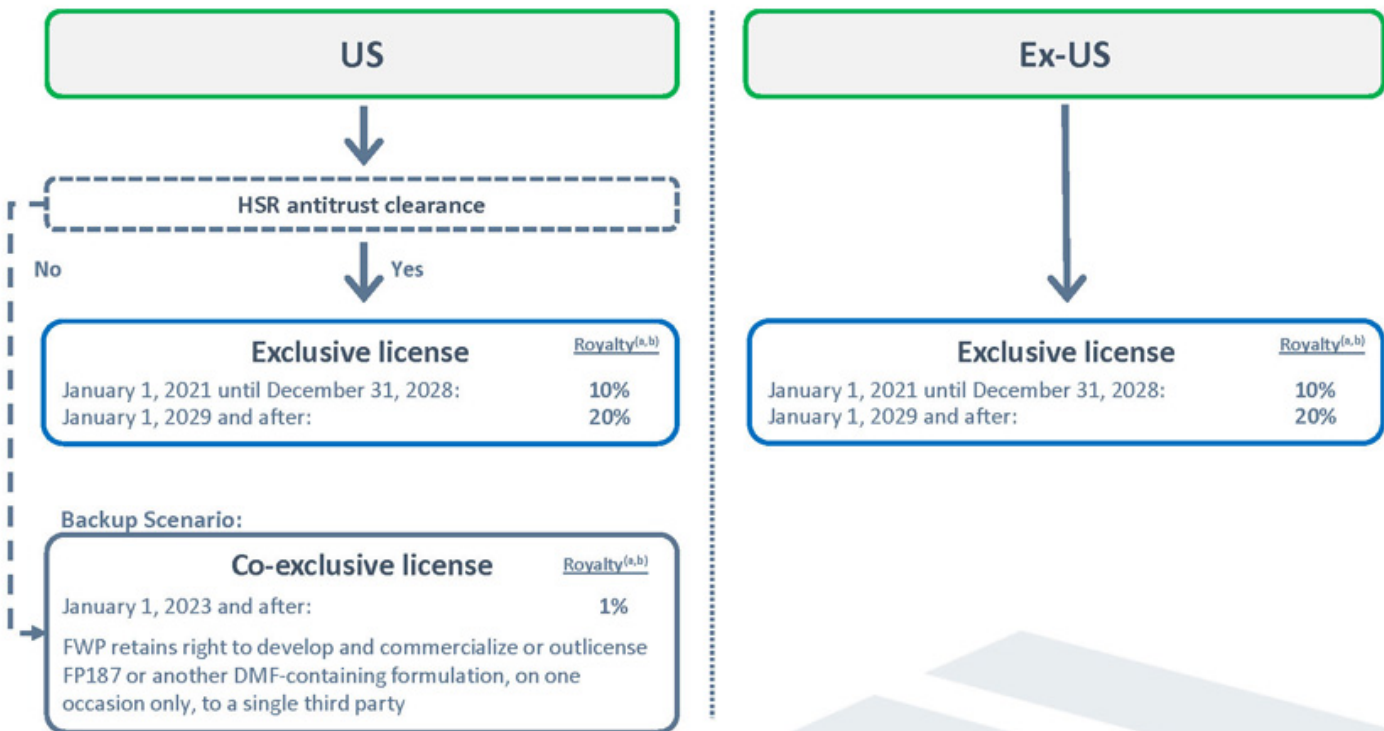 US
HSR antitrust clearance
No
Yes
Exclusive license
Royalty(a,b)
January 1, 2021 until December 31, 2028:
10%
January 1, 2029 and after:
20%
Backup Scenario:
Co-exclusive license
Royalty(a,b)
January 1, 2023 and after:
1%
FWP retains right to develop and commercialize or outlicense
FP187 or another DMF-containing formulation, on one
occasion only, to a single third party
Ex-US
Exclusive license
Royalty(a,b)
January 1, 2021 until December 31, 2028:
10%
January 1, 2029 and after:
20%